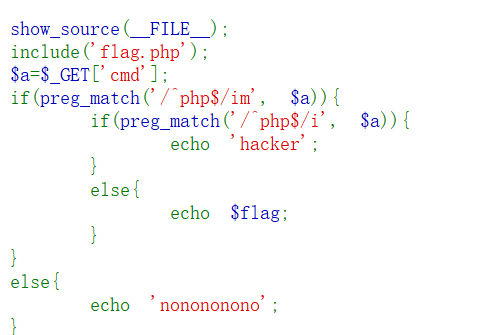 show_source(__FILE__);
include('flag.php');
$a=$_GET['cmd'];
if(preg_match('/^php$/im', $a)){
if(preg_match('/^php$/i', $a)){
echo 'hacker';
}
else{
echo $flag;
}
}
else{
echo 'nonononono';
}